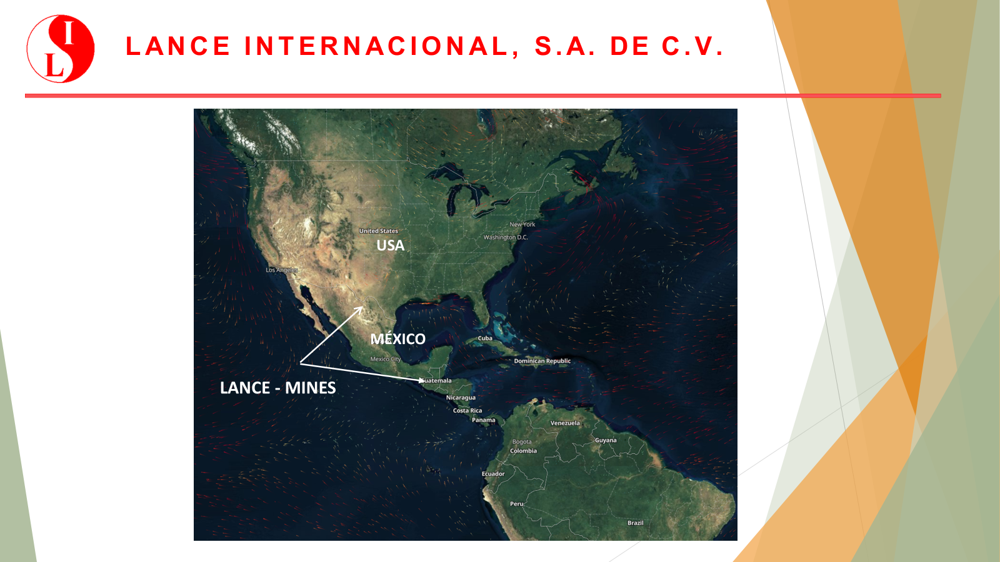 I
L
LANCE INTERNACIONAL, S.A. DE C.V.
United States
USA
New York
Washington D.C.
Los Angeles
MÉXICO
Cuba
Mexico City
Dominican Republic
Guatemala
LANCE - MINES
Nicaragua
Costa Rica
Panama
Venezuela
Bogota
Guyana
Colombia
Ecuador
Peru
Brazil